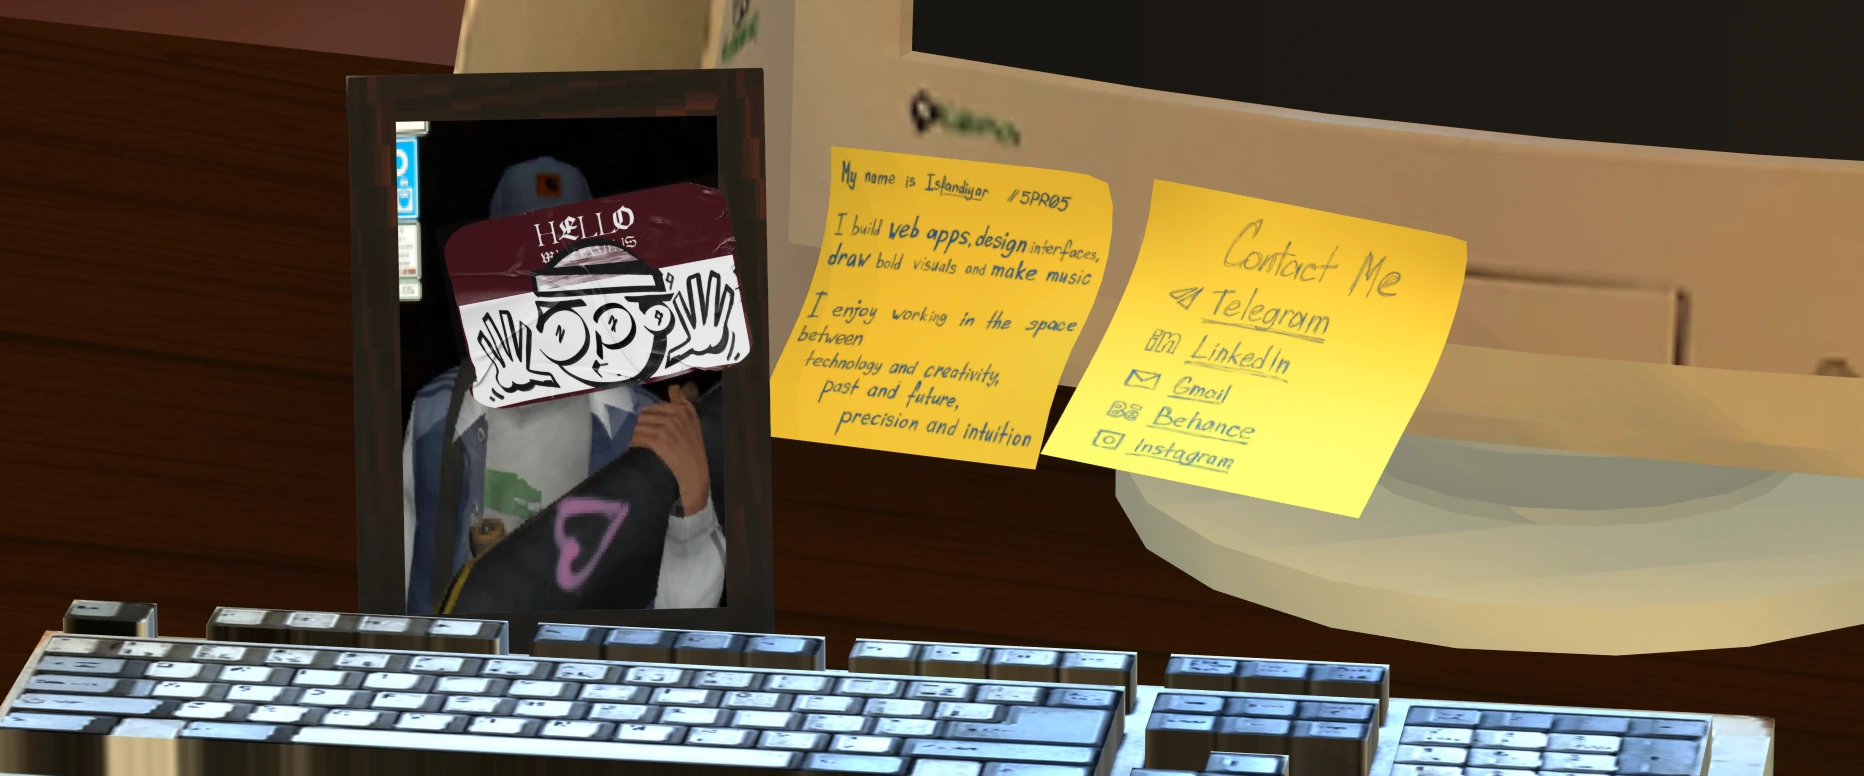 HELLO
My name is Isfandiyar //5PR05
I build web apps, design interfaces,
draw bold visuals and make music
I enjoy working in the space
between
technology and creativity,
past and future,
precision and intuition
Contact Me
Telegram
in LinkedIn
Gmail
Bē Behance
Instagram